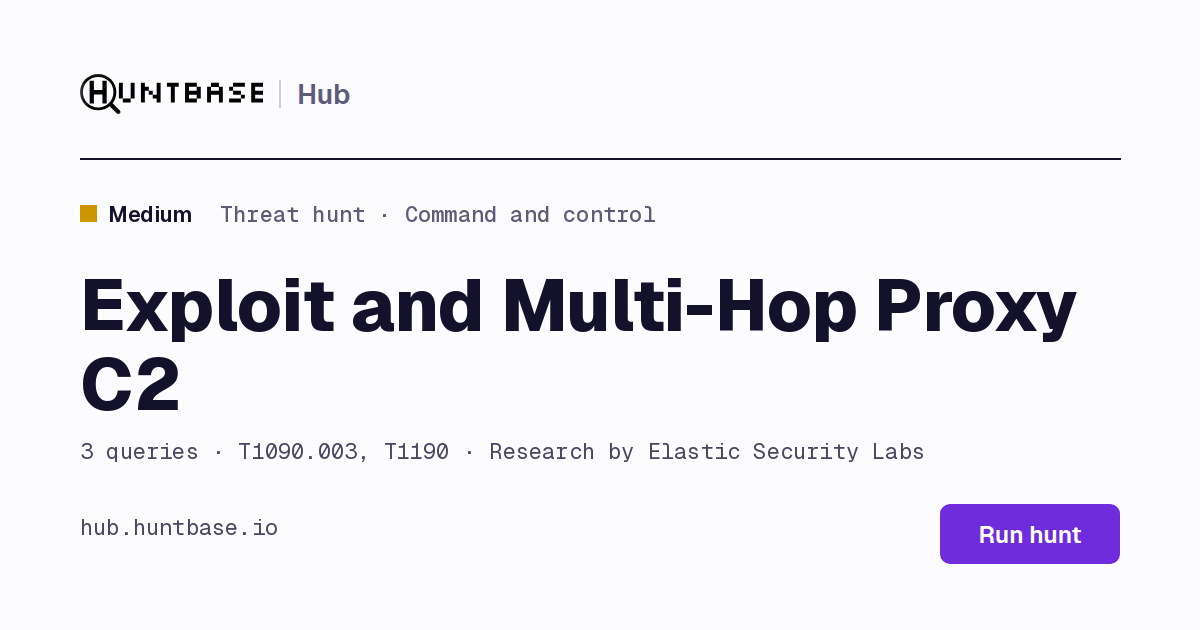 HUNTBASE | Hub
Medium Threat hunt · Command and control
Exploit and Multi-Hop Proxy
C2
3 queries · T1090.003, T1190 · Research by Elastic Security Labs
hub.huntbase.io
Run hunt